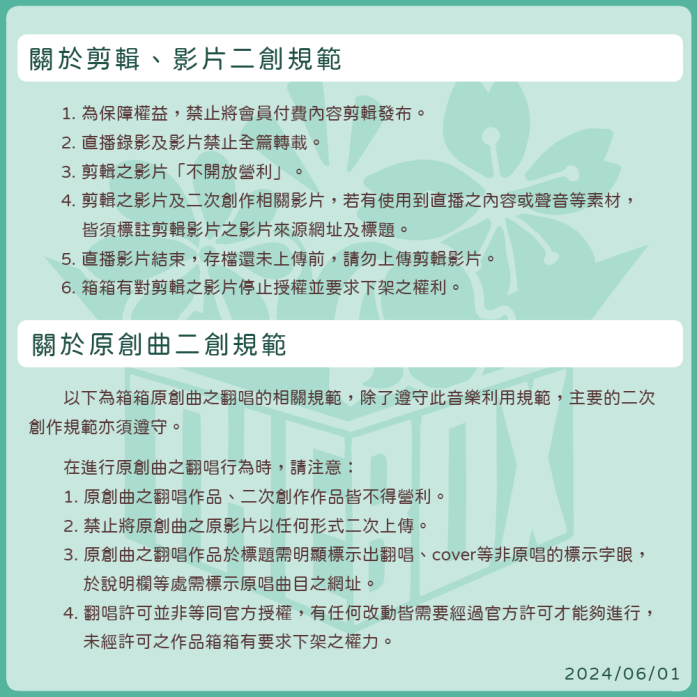 關於剪輯、影片二創規範
1. 為保障權益，禁止將會員付費內容剪輯發布。
2. 直播錄影及影片禁止全篇轉載。
3. 剪輯之影片「不開放營利」。
4. 剪輯之影片及二次創作相關影片，若有使用到直播之內容或聲音等素材，
皆須標註剪輯影片之影片來源網址及標題。
5. 直播影片結束，存檔還未上傳前，請勿上傳剪輯影片。
6. 箱箱有對剪輯之影片停止授權並要求下架之權利。
關於原創曲二創規範
以下為箱箱原創曲之翻唱的相關規範，除了遵守此音樂利用規範，主要的二次
創作規範亦須遵守。
在進行原創曲之翻唱行為時，請注意：
1. 原創曲之翻唱作品、二次創作作品皆不得營利。
2. 禁止將原創曲之原影片以任何形式二次上傳。
3. 原創曲之翻唱作品於標題需明顯標示出翻唱、cover等非原唱的標示字眼，
於說明欄等處需標示原唱曲目之網址。
4. 翻唱許可並非等同官方授權，有任何改動皆需要經過官方許可才能夠進行，
未經許可之作品箱箱有要求下架之權力。
THEBOX
2024/06/01